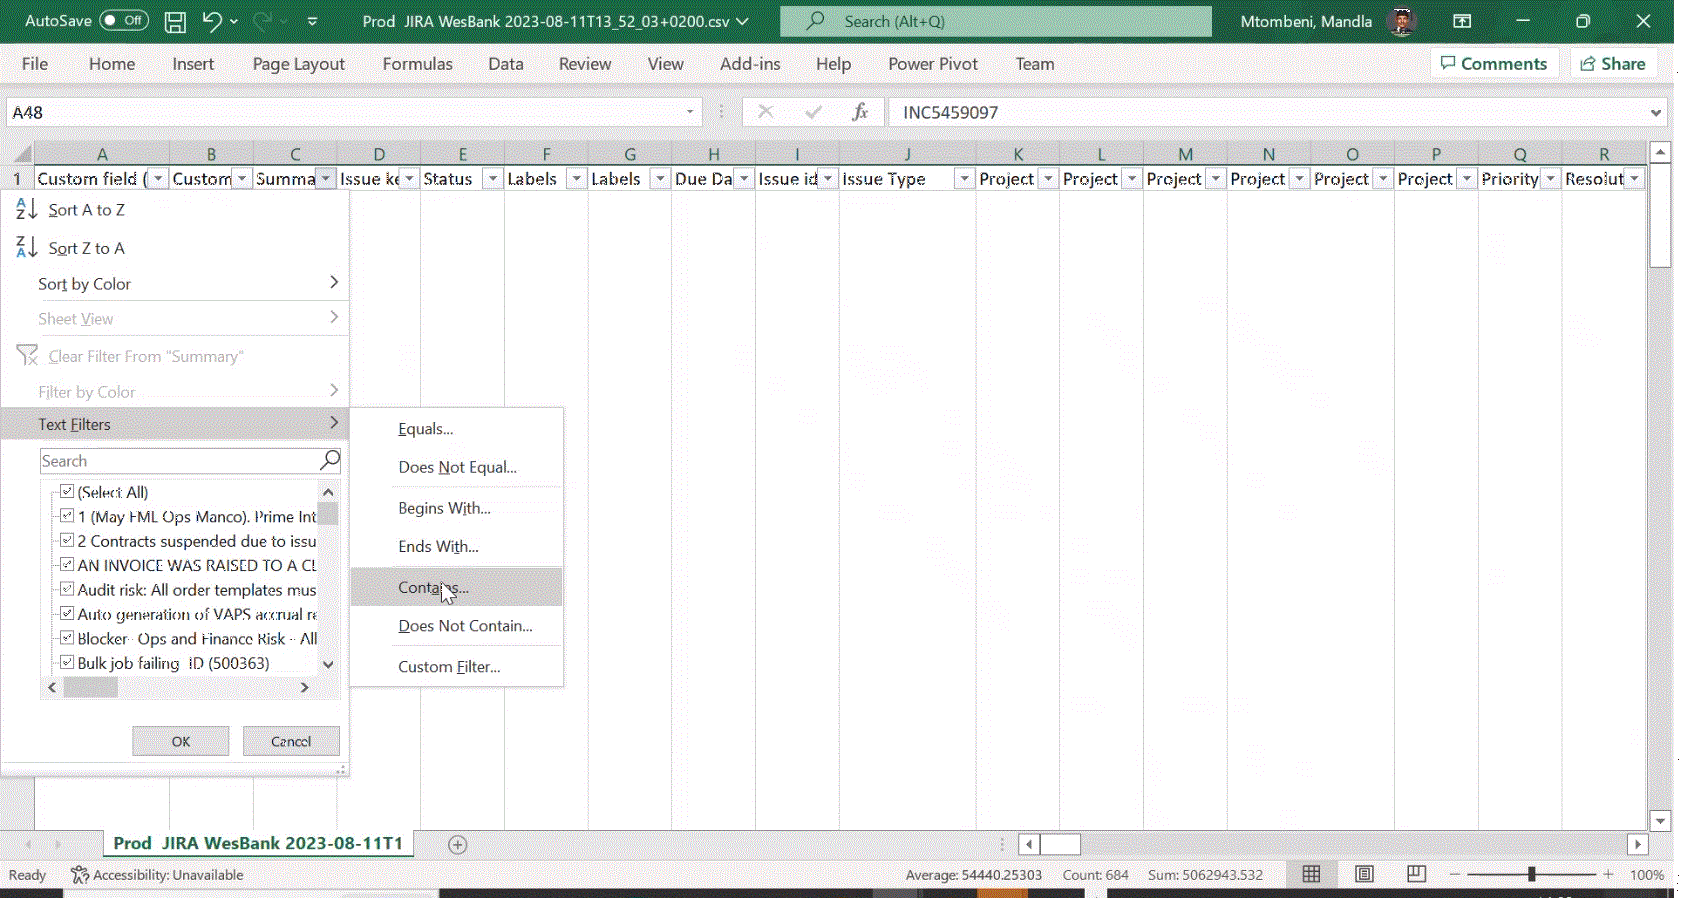 AutoSave Off Prod JIRA WesBank 2023-08-11T13_52_03+0200.csv Search (Alt+Q) Mtombeni, Mandla
File Home Insert Page Layout Formulas Data Review View Add-ins Help Power Pivot Team Comments Share
A48 fx INC5459097
A B C D E F G H I J K L M N O P Q R
1 Custom field ( Custom Summa Issue ke Status Labels Labels Due Da Issue id Issue Type Project Project Project Project Project Project Priority Resolut
Sort A to Z
Sort Z to A
Sort by Color
Sheet View
Clear Filter From "Summary"
Filter by Color
Text Filters
Search
(Select All)
1 (May FML Ops Manco). Prime Int
2 Contracts suspended due to issu
AN INVOICE WAS RAISED TO A CL
Audit risk: All order templates mus
Auto generation of VAPS accrual re
Blocker- Ops and Finance Risk - All
Bulk job failing ID (500363)
OK Cancel
Equals...
Does Not Equal...
Begins With...
Ends With...
Contains...
Does Not Contain...
Custom Filter...
Prod JIRA WesBank 2023-08-11T1
Ready Accessibility: Unavailable Average: 54440.25303 Count: 684 Sum: 5062943.532 100%